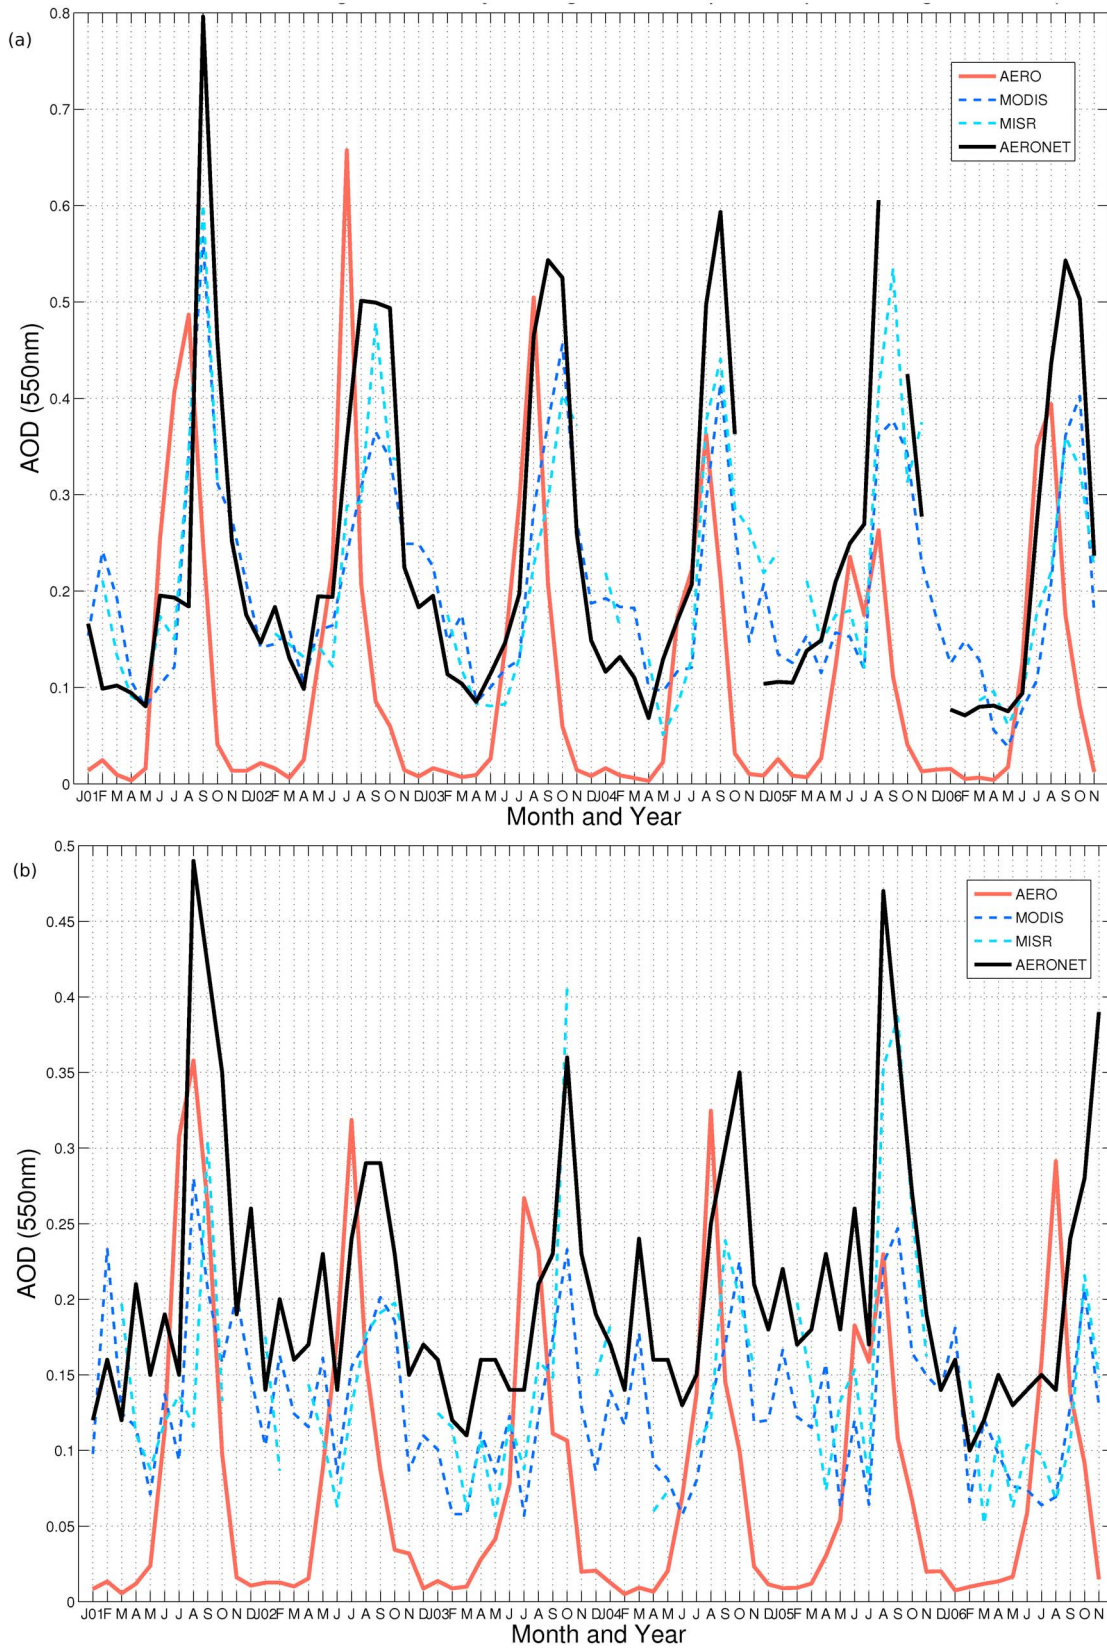 (a)
0.8
0.7
0.6
0.5
0.4
0.3
0.2
0.1
0
AOD (550nm)
AERO
MODIS
MISR
AERONET
J01F M A M J J A S O N DJ02F M A M J J A S O N DJ03F M A M J J A S O N DJ04F M A M J J A S O N DJ05F M A M J J A S O N DJ06F M A M J J A S O N
Month and Year
(b)
0.5
0.45
0.4
0.35
0.3
0.25
0.2
0.15
0.1
0.05
0
AOD (550nm)
AERO
MODIS
MISR
AERONET
J01F M A M J J A S O N DJ02F M A M J J A S O N DJ03F M A M J J A S O N DJ04F M A M J J A S O N DJ05F M A M J J A S O N DJ06F M A M J J A S O N
Month and Year